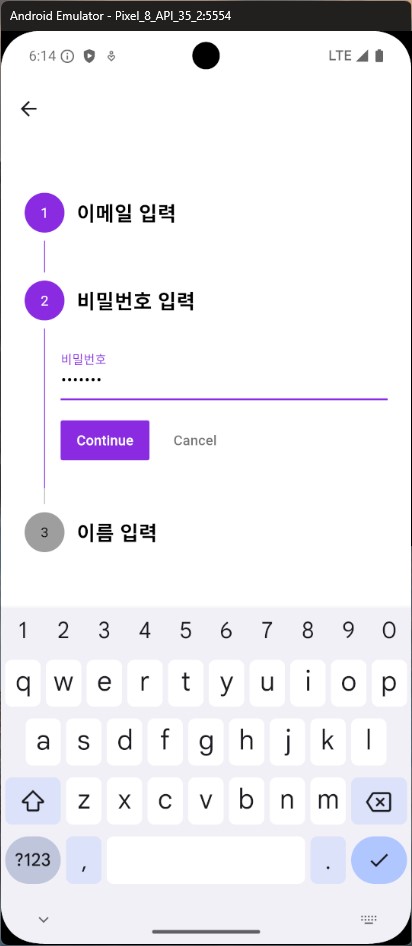 Android Emulator - Pixel_8_API_35_2:5554
6:14 LTE
1 이메일 입력
2 비밀번호 입력
비밀번호
•••••••
Continue Cancel
3 이름 입력
1 2 3 4 5 6 7 8 9 0
q w e r t y u i o p
a s d f g h j k l
z x c v b n m
?123 , .